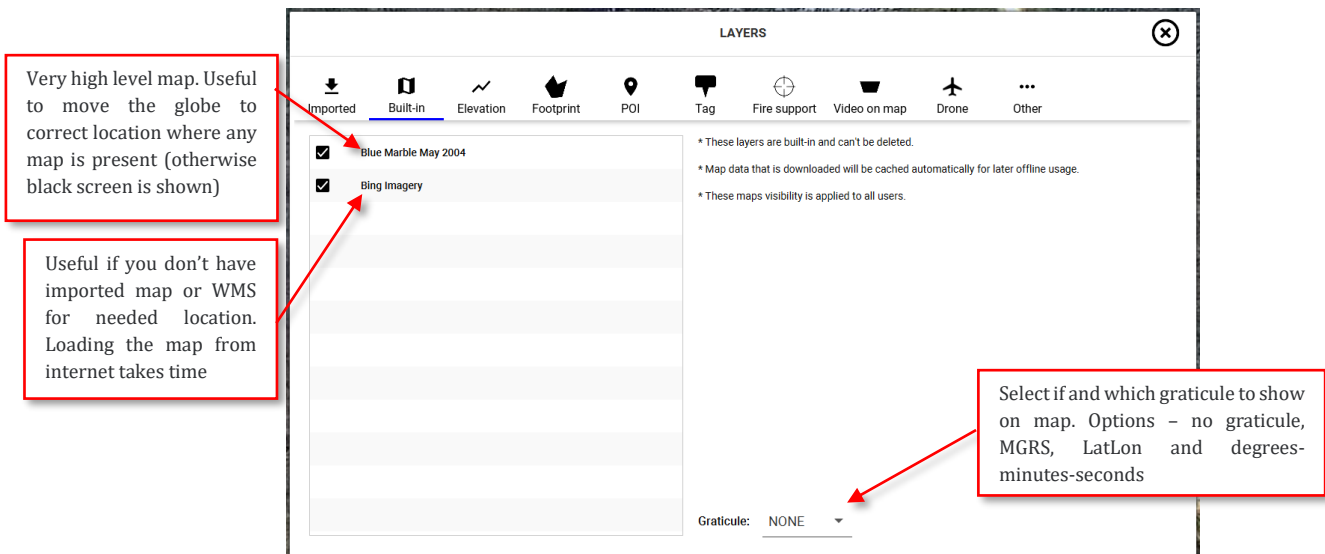 LAYERS
Very high level map. Useful
to move the globe to
correct location where any
map is present (otherwise
black screen is shown)
Imported
Built-in
Elevation
Footprint
POI
Tag
Fire support
Video on map
Drone
Other
Blue Marble May 2004
Bing Imagery
* These layers are built-in and can't be deleted.
* Map data that is downloaded will be cached automatically for later offline usage.
* These maps visibility is applied to all users.
Useful if you don’t have
imported map or WMS
for needed location.
Loading the map from
internet takes time
Select if and which graticule to show
on map. Options – no graticule,
MGRS, LatLon and degrees-
minutes-seconds
Graticule: NONE